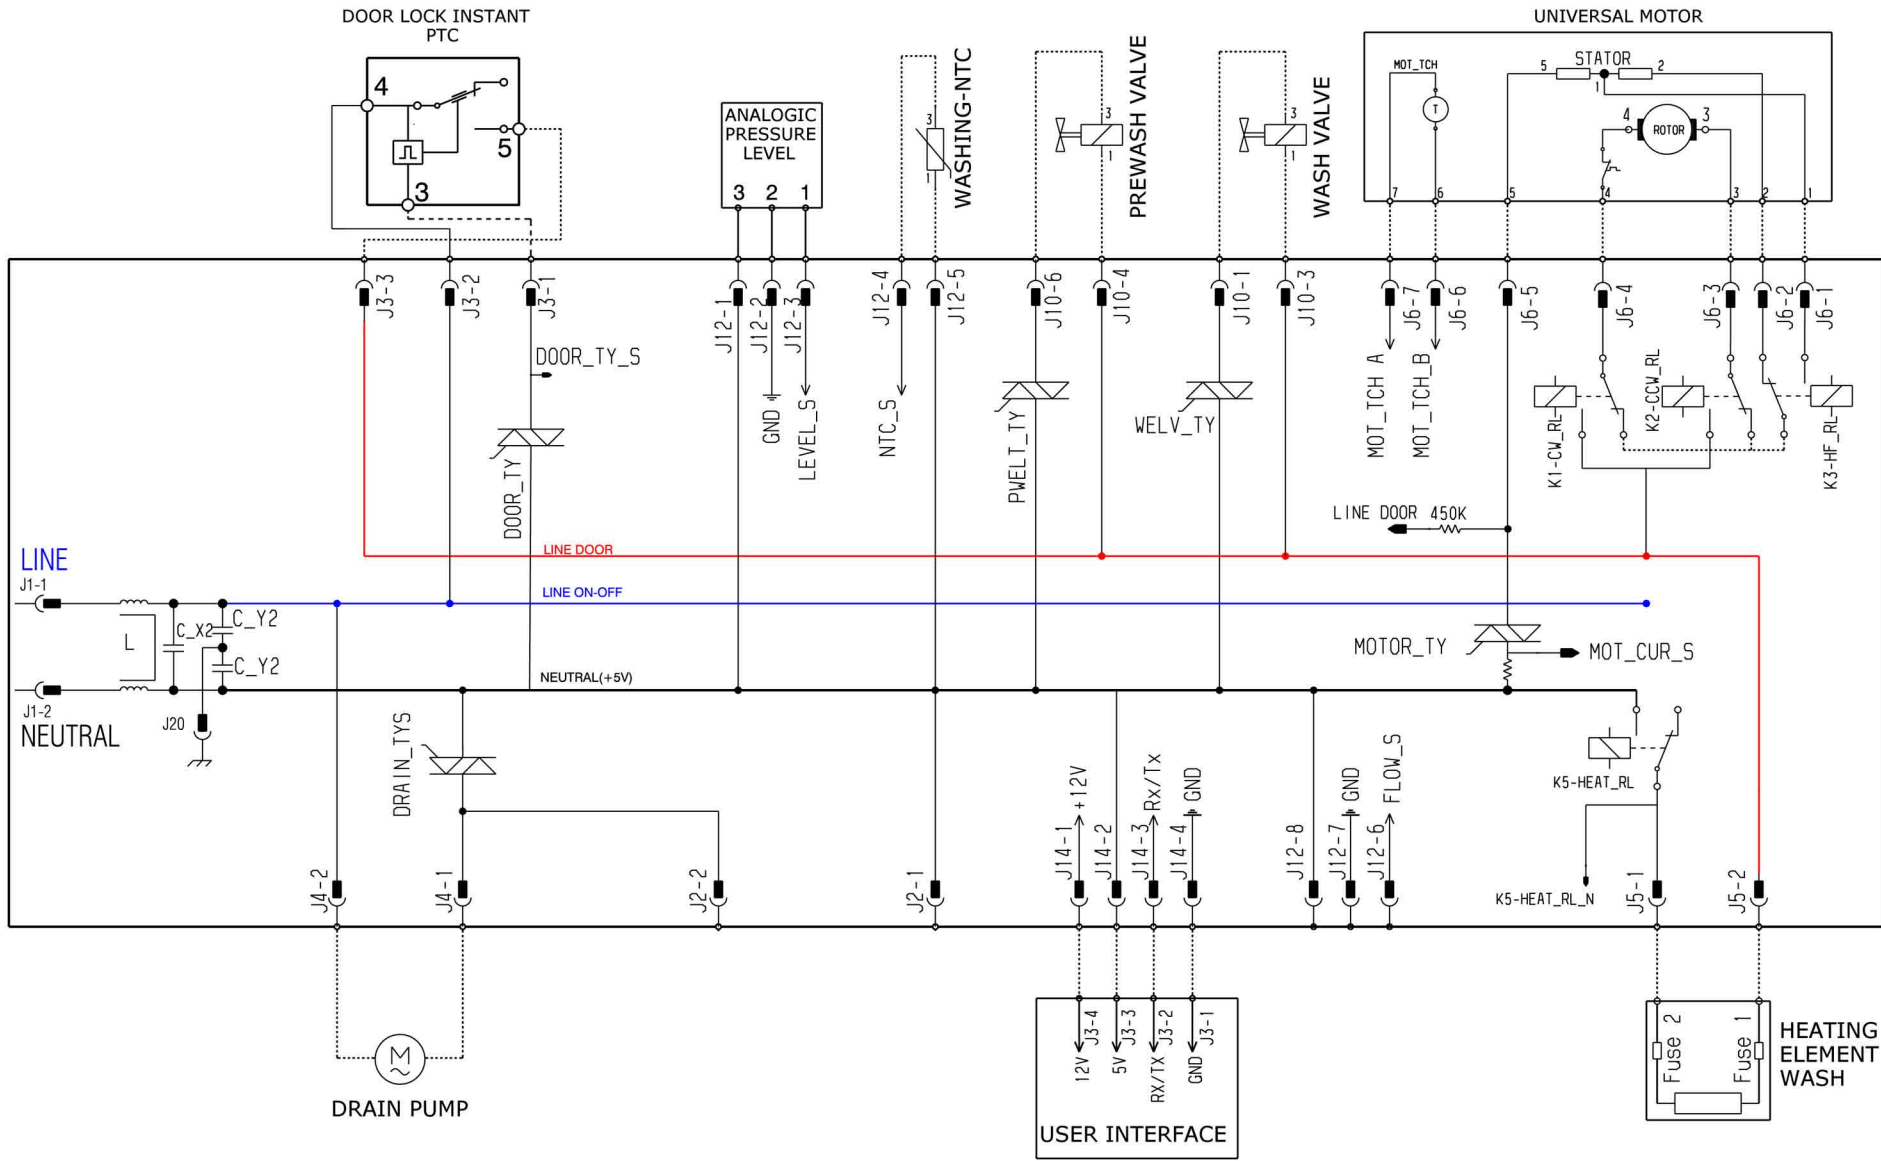 DOOR LOCK INSTANT
PTC
4
5
3
ANALOGIC
PRESSURE
LEVEL
3 2 1
3
1
WASHING-NTC
3
1
PREWASH VALVE
3
1
WASH VALVE
UNIVERSAL MOTOR
MOT_TCH
T
STATOR
5
2
1
4
ROTOR
3
7
6
5
4
3
2
1
J3-3
J3-2
J3-1
J12-1
J12-2
J12-3
J12-4
J12-5
J10-6
J10-4
J10-1
J10-3
J6-7
J6-6
J6-5
J6-4
J6-3
J6-2
J6-1
DOOR_TY_S
DOOR_TY
GND
LEVEL_S
NTC_S
PWELT_TY
WELV_TY
MOT_TCH A
MOT_TCH_B
K1-CW_RL
K2-CCW_RL
K3-HF_RL
LINE DOOR 450K
LINE DOOR
LINE
J1-1
LINE ON-OFF
L
C_X2
C_Y2
C_Y2
NEUTRAL(+5V)
J1-2
NEUTRAL
J20
MOTOR_TY
MOT_CUR_S
DRAIN_TYS
K5-HEAT_RL
K5-HEAT_RL_N
+12V
Rx/Tx
GND
GND
FLOW_S
J4-2
J4-1
J2-2
J2-1
J14-1
J14-2
J14-3
J14-4
J12-8
J12-7
J12-6
J5-1
J5-2
M
DRAIN PUMP
J3-4
J3-3
J3-2
J3-1
12V
5V
RX/TX
GND
USER INTERFACE
Fuse 2
Fuse 1
HEATING
ELEMENT
WASH